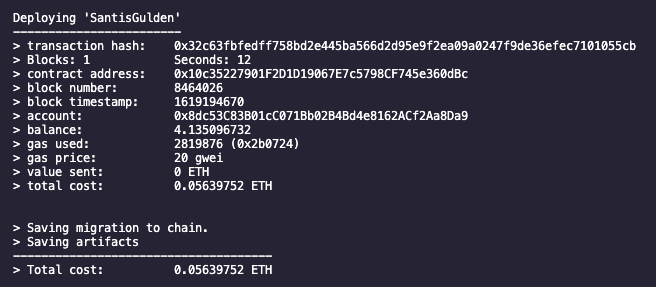 Deploying 'SantisGulden'
------------------------
> transaction hash:    0x32c63fbfedff758bd2e445ba566d2d95e9f2ea09a0247f9de36efec7101055cb
> Blocks: 1            Seconds: 12
> contract address:    0x10c35227901F2D1D19067E7c5798CF745e360dBc
> block number:        8464026
> block timestamp:     1619194670
> account:             0x8dc53C83B01cC071Bb02B4Bd4e8162ACf2Aa8Da9
> balance:             4.135096732
> gas used:            2819876 (0x2b0724)
> gas price:           20 gwei
> value sent:          0 ETH
> total cost:          0.05639752 ETH
> Saving migration to chain.
> Saving artifacts
-------------------------------------
> Total cost:          0.05639752 ETH